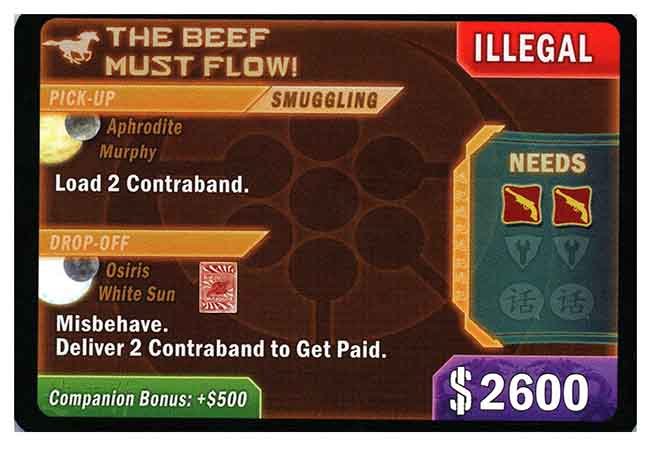 THE BEEF
MUST FLOW!
ILLEGAL
PICK-UP
SMUGGLING
Aphrodite
Murphy
Load 2 Contraband.
NEEDS
话 话
DROP-OFF
Osiris
White Sun
Misbehave.
Deliver 2 Contraband to Get Paid.
Companion Bonus: +$500
$2600